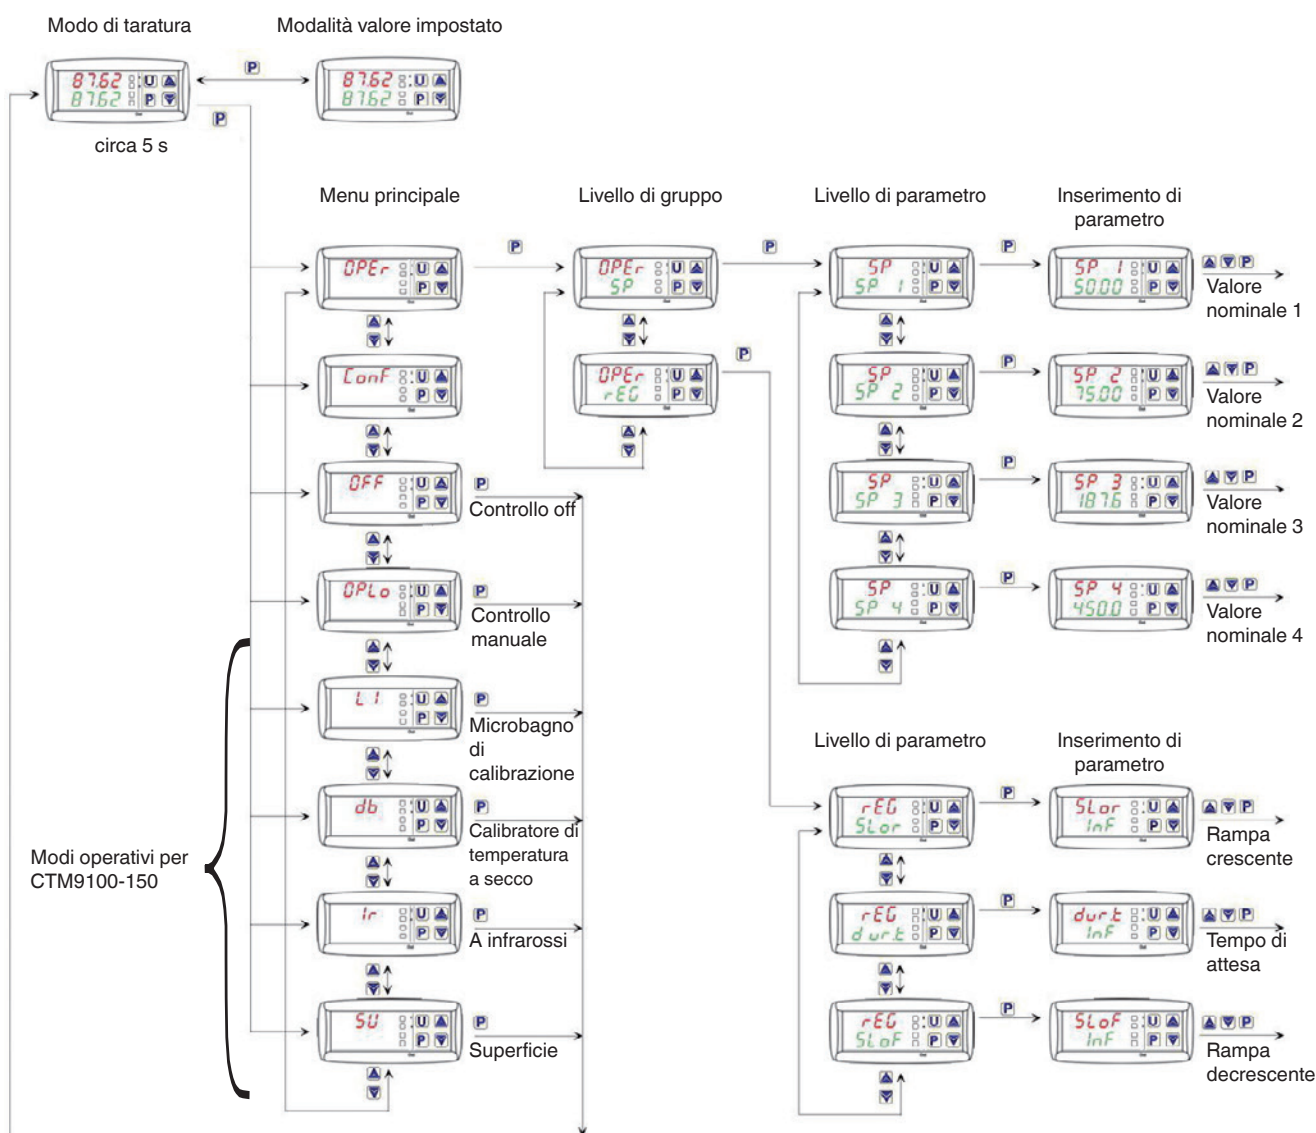 Modo di taratura Modalità valore impostato
87.62 U
87.62 P
P
87.62 U
87.62 P
P
circa 5 s
Menu principale Livello di gruppo Livello di parametro Inserimento di
parametro
OPEr U
P
P
OPEr U
SP P
P
SP U
SP 1 P
P
SP 1 U
50.00 P
P
Valore
nominale 1
ConF U
P
OPEr U
rEG P
P
SP U
SP 2 P
P
SP 2 U
75.00 P
P
Valore
nominale 2
OFF U
P
P
Controllo off
SP U
SP 3 P
P
SP 3 U
187.6 P
P
Valore
nominale 3
OPLo U
P
P
Controllo
manuale
SP U
SP 4 P
P
SP 4 U
450.0 P
P
Valore
nominale 4
LI U
P
P
Microbagno
di
calibrazione
Livello di parametro Inserimento di
parametro
db U
P
P
Calibratore di
temperatura
a secco
rEG U
SLor P
P
SLor U
InF P
P
Rampa
crescente
Modi operativi per
CTM9100-150
Ir U
P
P
A infrarossi
rEG U
dur.t P
P
dur.t U
InF P
P
Tempo di
attesa
SU U
P
P
Superficie
rEG U
SLoF P
P
SLoF U
InF P
P
Rampa
decrescente